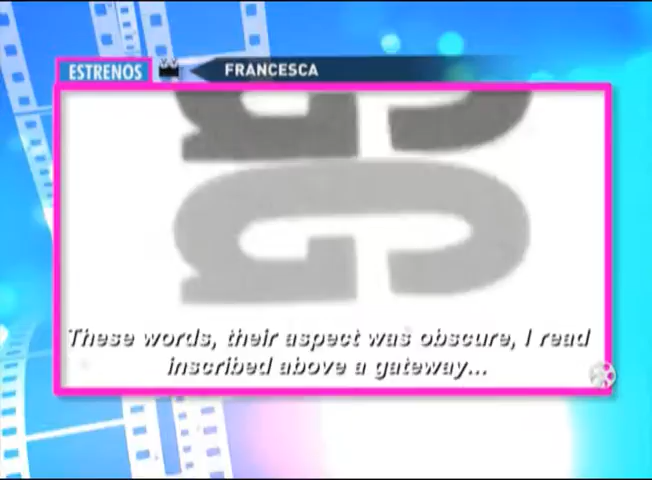 ESTRENOS FRANCESCA
G
G
These words, their aspect was obscure, I read
inscribed above a gateway...